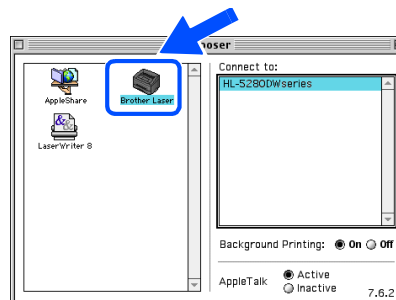 ooser
Connect to:
HL-5280DWseries
AppleShare
Brother Laser
LaserWriter 8
Background Printing: On Off
AppleTalk
Active
Inactive
7.6.2